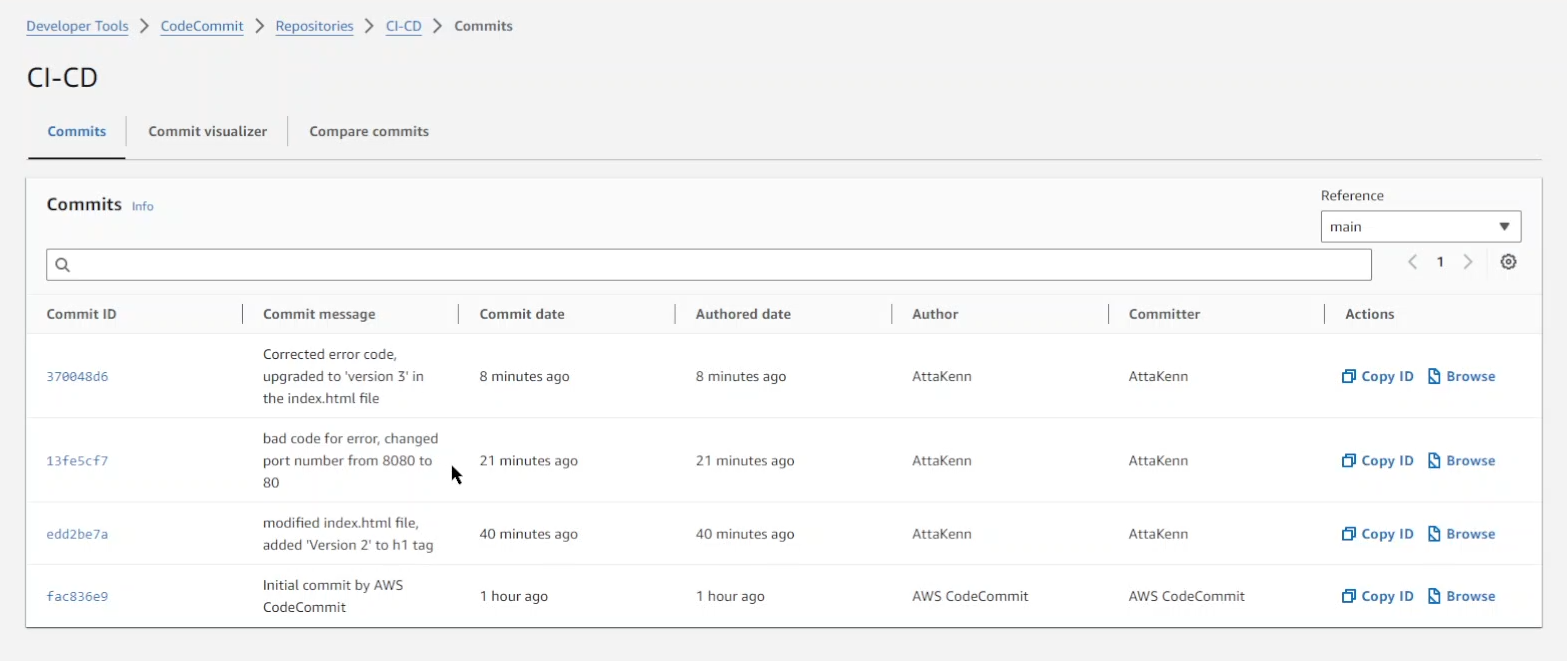 Developer Tools > CodeCommit > Repositories > CI-CD > Commits
CI-CD
Commits Commit visualizer Compare commits
Commits Info
Reference
main
1
Commit ID Commit message Commit date Authored date Author Committer Actions
Corrected error code,
370048d6 upgraded to 'version 3' in 8 minutes ago 8 minutes ago AttaKenn AttaKenn Copy ID Browse
the index.html file
bad code for error, changed
13fe5cf7 port number from 8080 to 21 minutes ago 21 minutes ago AttaKenn AttaKenn Copy ID Browse
80
modified index.html file,
edd2be7a 40 minutes ago 40 minutes ago AttaKenn AttaKenn Copy ID Browse
added 'Version 2' to h1 tag
Initial commit by AWS
fac836e9 1 hour ago 1 hour ago AWS CodeCommit AWS CodeCommit Copy ID Browse
CodeCommit